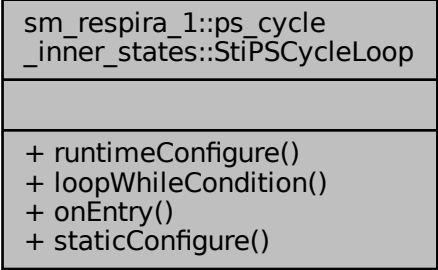 sm_respira_1::ps_cycle
_inner_states::StiPSCycleLoop
+ runtimeConfigure()
+ loopWhileCondition()
+ onEntry()
+ staticConfigure()